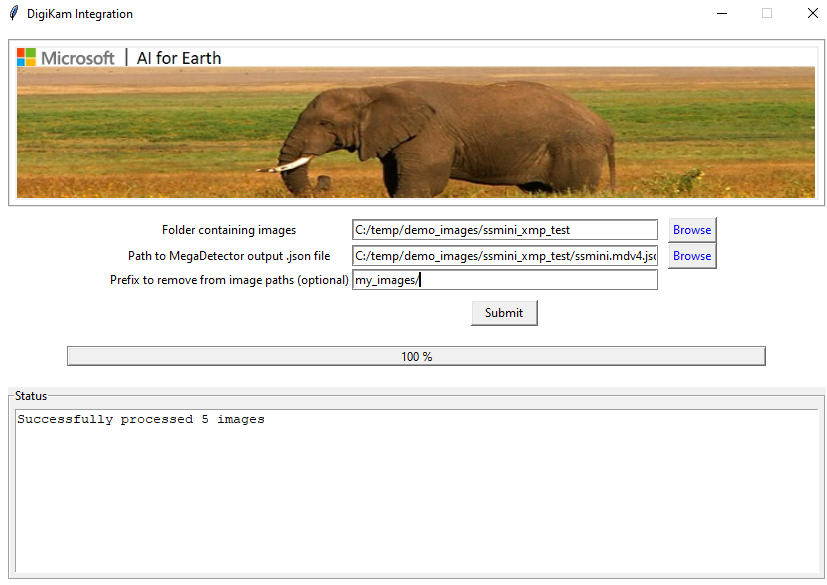 DigiKam Integration
Microsoft | AI for Earth
Folder containing images C:/temp/demo_images/ssmini_xmp_test Browse
Path to MegaDetector output .json file C:/temp/demo_images/ssmini_xmp_test/ssmini.mdv4.jsc Browse
Prefix to remove from image paths (optional) my_images/
Submit
100 %
Status
Successfully processed 5 images